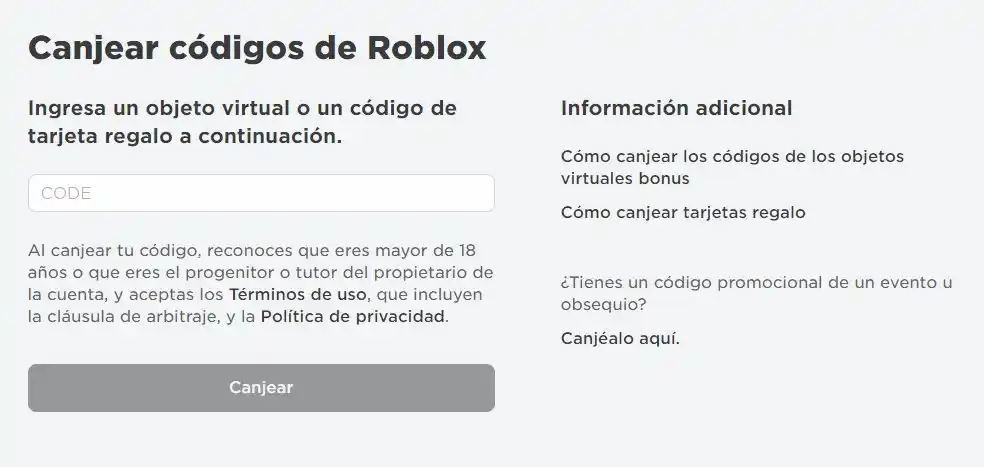 Canjear códigos de Roblox
Ingresa un objeto virtual o un código de
tarjeta regalo a continuación.
CODE
Al canjear tu código, reconoces que eres mayor de 18
años o que eres el progenitor o tutor del propietario de
la cuenta, y aceptas los Términos de uso, que incluyen
la cláusula de arbitraje, y la Política de privacidad.
Canjear
Información adicional
Cómo canjear los códigos de los objetos
virtuales bonus
Cómo canjear tarjetas regalo
¿Tienes un código promocional de un evento u
obsequio?
Canjéalo aquí.